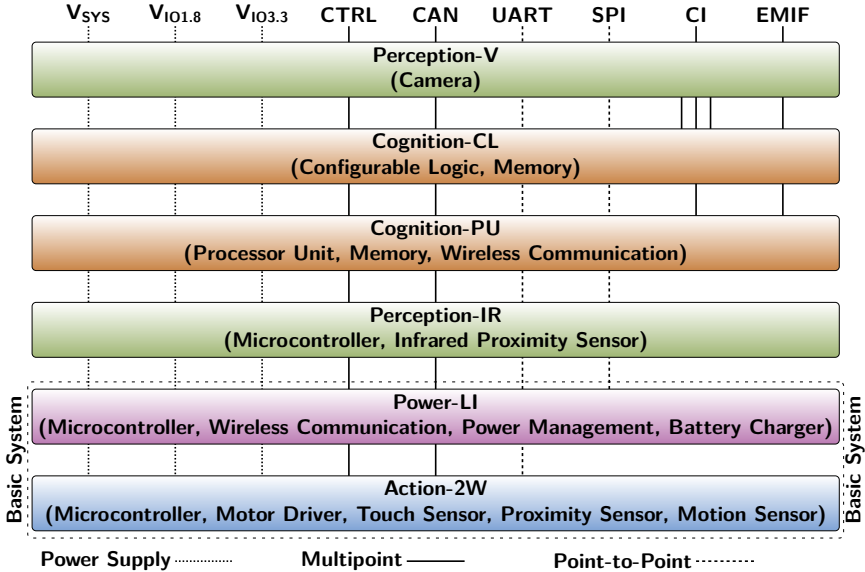 V_SYS V_IO1.8 V_IO3.3 CTRL CAN UART SPI CI EMIF
Perception-V
(Camera)
Cognition-CL
(Configurable Logic, Memory)
Cognition-PU
(Processor Unit, Memory, Wireless Communication)
Perception-IR
(Microcontroller, Infrared Proximity Sensor)
Basic System
Power-LI
(Microcontroller, Wireless Communication, Power Management, Battery Charger)
Action-2W
(Microcontroller, Motor Driver, Touch Sensor, Proximity Sensor, Motion Sensor)
Basic System
Power Supply Multipoint Point-to-Point